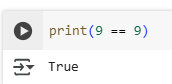 print(9 == 9)
True